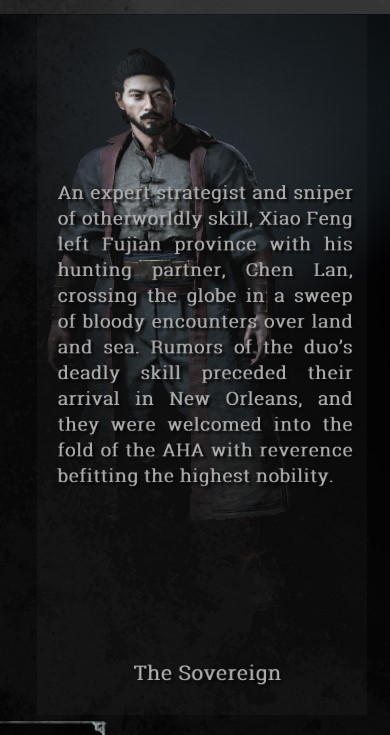 An expert strategist and sniper
of otherworldly skill, Xiao Feng
left Fujian province with his
hunting partner, Chen Lan,
crossing the globe in a sweep
of bloody encounters over land
and sea. Rumors of the duo's
deadly skill preceded their
arrival in New Orleans, and
they were welcomed into the
fold of the AHA with reverence
befitting the highest nobility.
The Sovereign